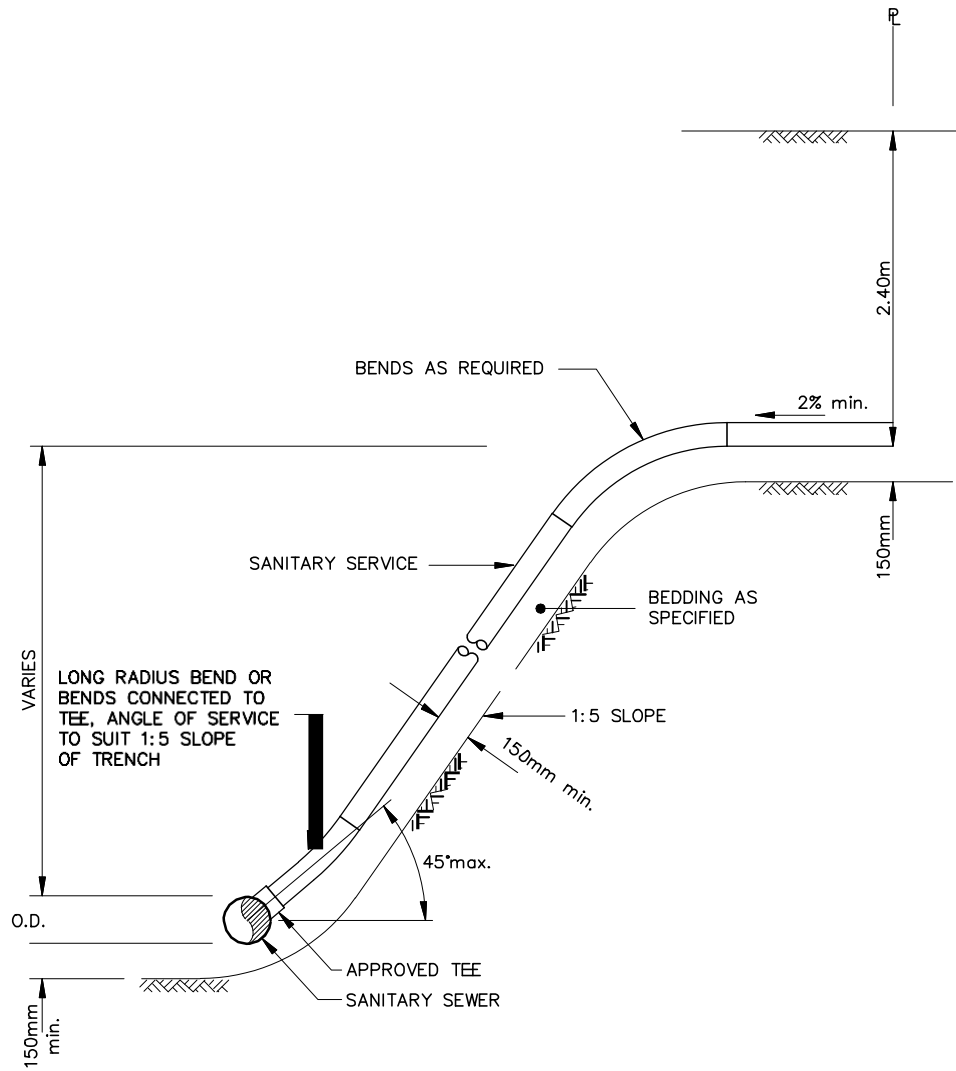 ℄
2.40m
BENDS AS REQUIRED
2% min.
SANITARY SERVICE
150mm
BEDDING AS
SPECIFIED
VARIES
LONG RADIUS BEND OR
BENDS CONNECTED TO
TEE, ANGLE OF SERVICE
TO SUIT 1:5 SLOPE
OF TRENCH
1:5 SLOPE
150mm min.
45°max.
O.D.
APPROVED TEE
SANITARY SEWER
150mm
min.